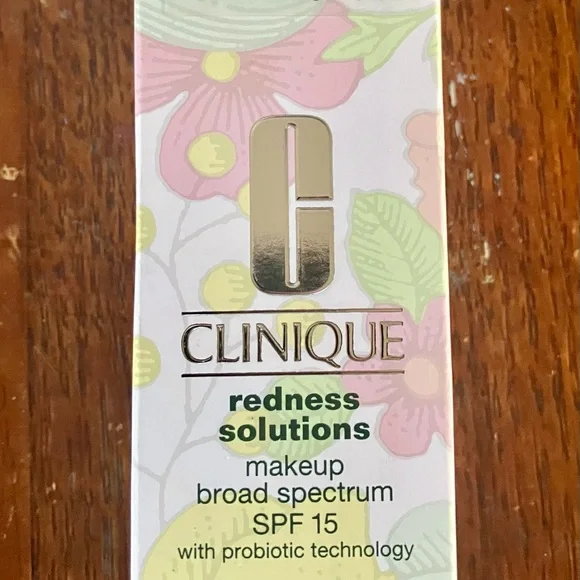 CLINIQUE
redness
solutions
makeup
broad spectrum
SPF 15
with probiotic technology